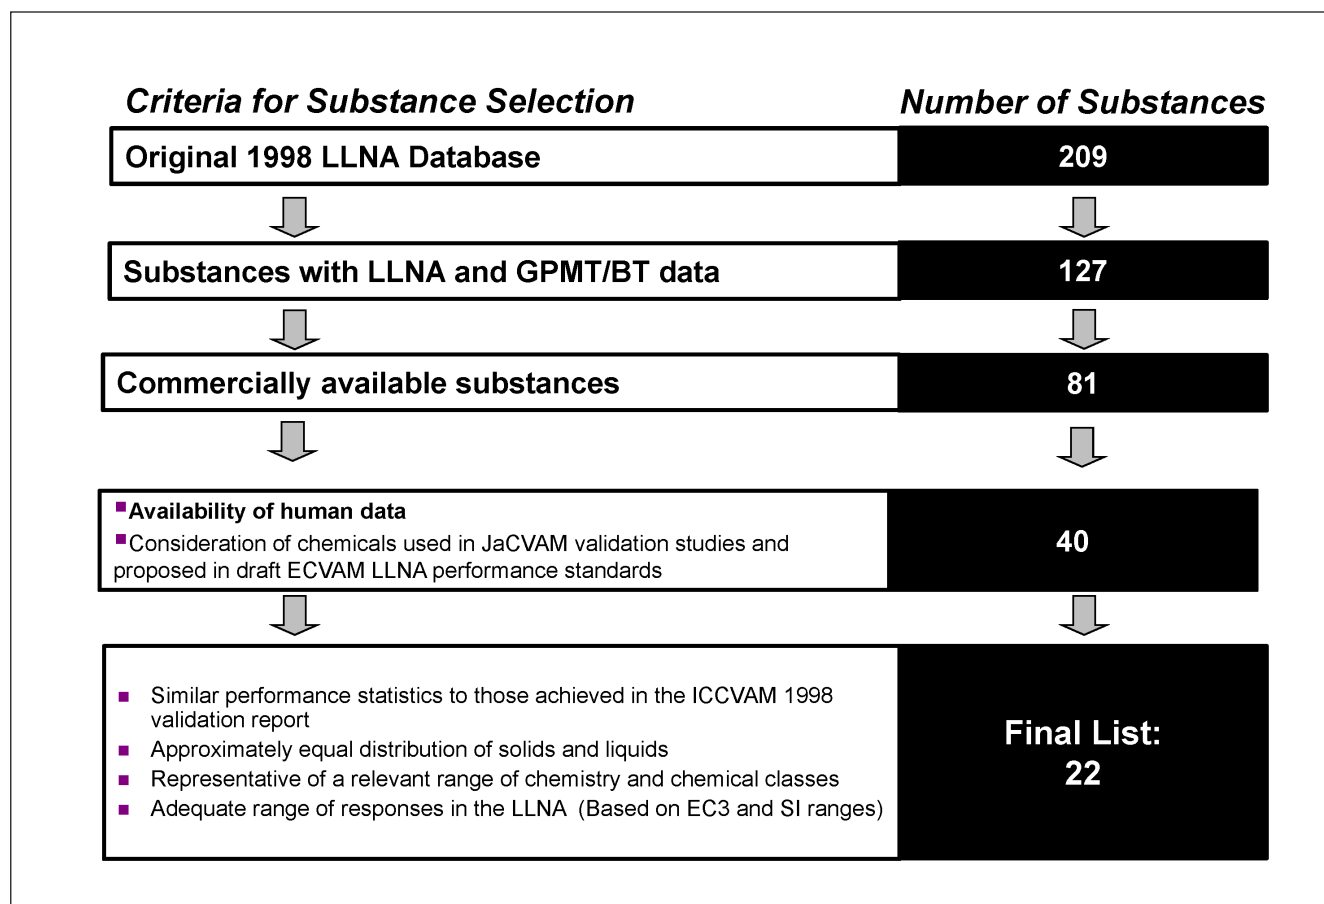 Criteria for Substance Selection
Number of Substances
Original 1998 LLNA Database
209
Substances with LLNA and GPMT/BT data
127
Commercially available substances
81
Availability of human data
Consideration of chemicals used in JaCVAM validation studies and
proposed in draft ECVAM LLNA performance standards
40
Similar performance statistics to those achieved in the ICCVAM 1998
validation report
Approximately equal distribution of solids and liquids
Representative of a relevant range of chemistry and chemical classes
Adequate range of responses in the LLNA (Based on EC3 and SI ranges)
Final List:
22